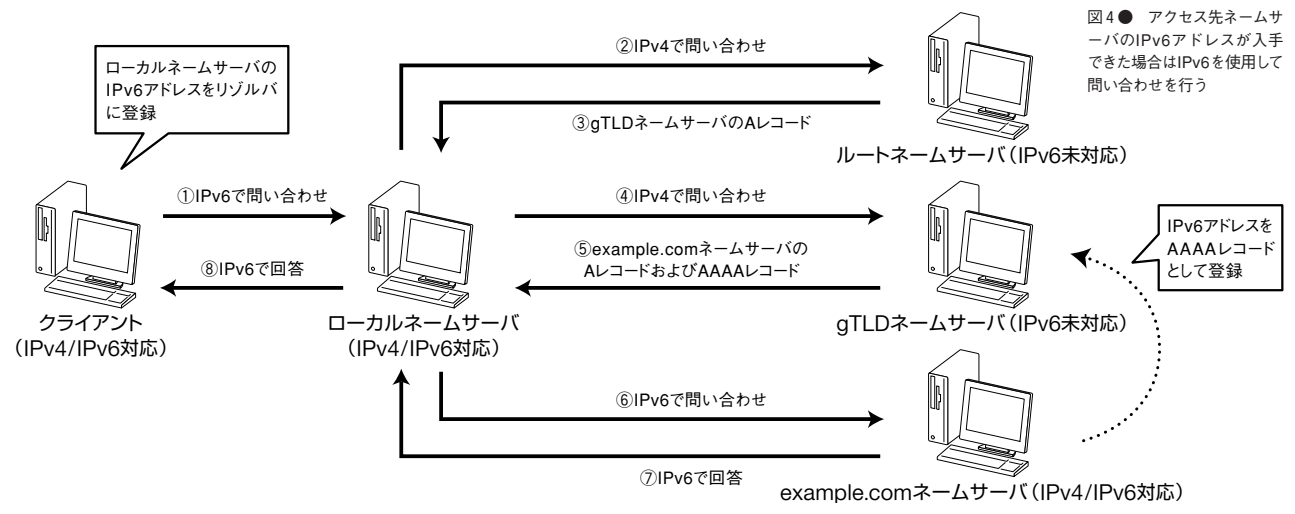 図4● アクセス先ネームサ
ーバのIPv6アドレスが入手
できた場合はIPv6を使用して
問い合わせを行う
ローカルネームサーバの
IPv6アドレスをリゾルバ
に登録
②IPv4で問い合わせ
③gTLDネームサーバのAレコード
ルートネームサーバ(IPv6未対応)
①IPv6で問い合わせ
④IPv4で問い合わせ
⑤example.comネームサーバの
AレコードおよびAAAAレコード
⑧IPv6で回答
IPv6アドレスを
AAAAレコード
として登録
クライアント
(IPv4/IPv6対応)
ローカルネームサーバ
(IPv4/IPv6対応)
gTLDネームサーバ(IPv6未対応)
⑥IPv6で問い合わせ
⑦IPv6で回答
example.comネームサーバ(IPv4/IPv6対応)